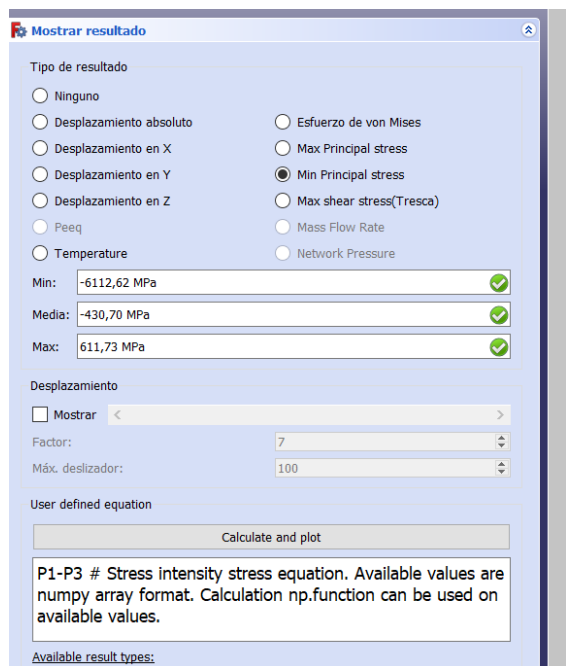 Mostrar resultado
Tipo de resultado
Ninguno
Desplazamiento absoluto
Esfuerzo de von Mises
Desplazamiento en X
Max Principal stress
Desplazamiento en Y
Min Principal stress
Desplazamiento en Z
Max shear stress(Tresca)
Peeq
Mass Flow Rate
Temperature
Network Pressure
Min: -6112,62 MPa
Media: -430,70 MPa
Max: 611,73 MPa
Desplazamiento
Mostrar
Factor: 7
Máx. deslizador: 100
User defined equation
Calculate and plot
P1-P3 # Stress intensity stress equation. Available values are
numpy array format. Calculation np.function can be used on
available values.
Available result types: